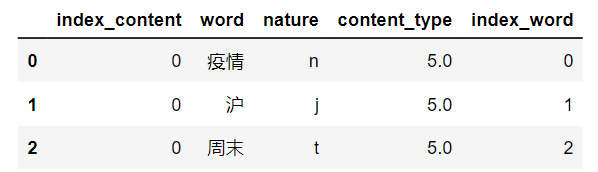 index_content word nature content_type index_word
0 0 疫情 n 5.0 0
1 0 沪 j 5.0 1
2 0 周末 t 5.0 2